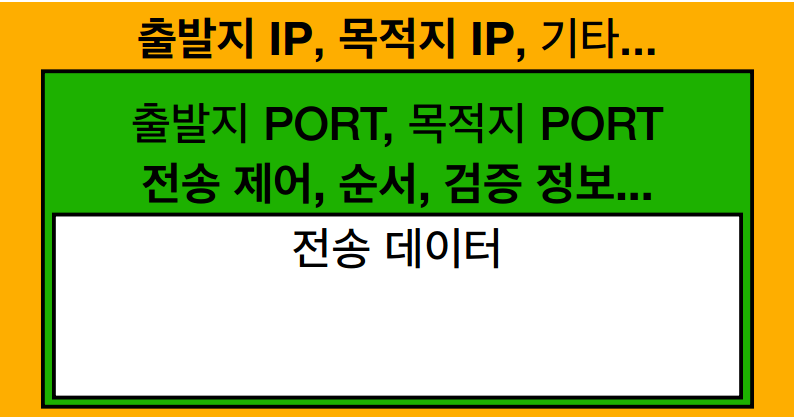 출발지 IP, 목적지 IP, 기타...
출발지 PORT, 목적지 PORT
전송 제어, 순서, 검증 정보...
전송 데이터